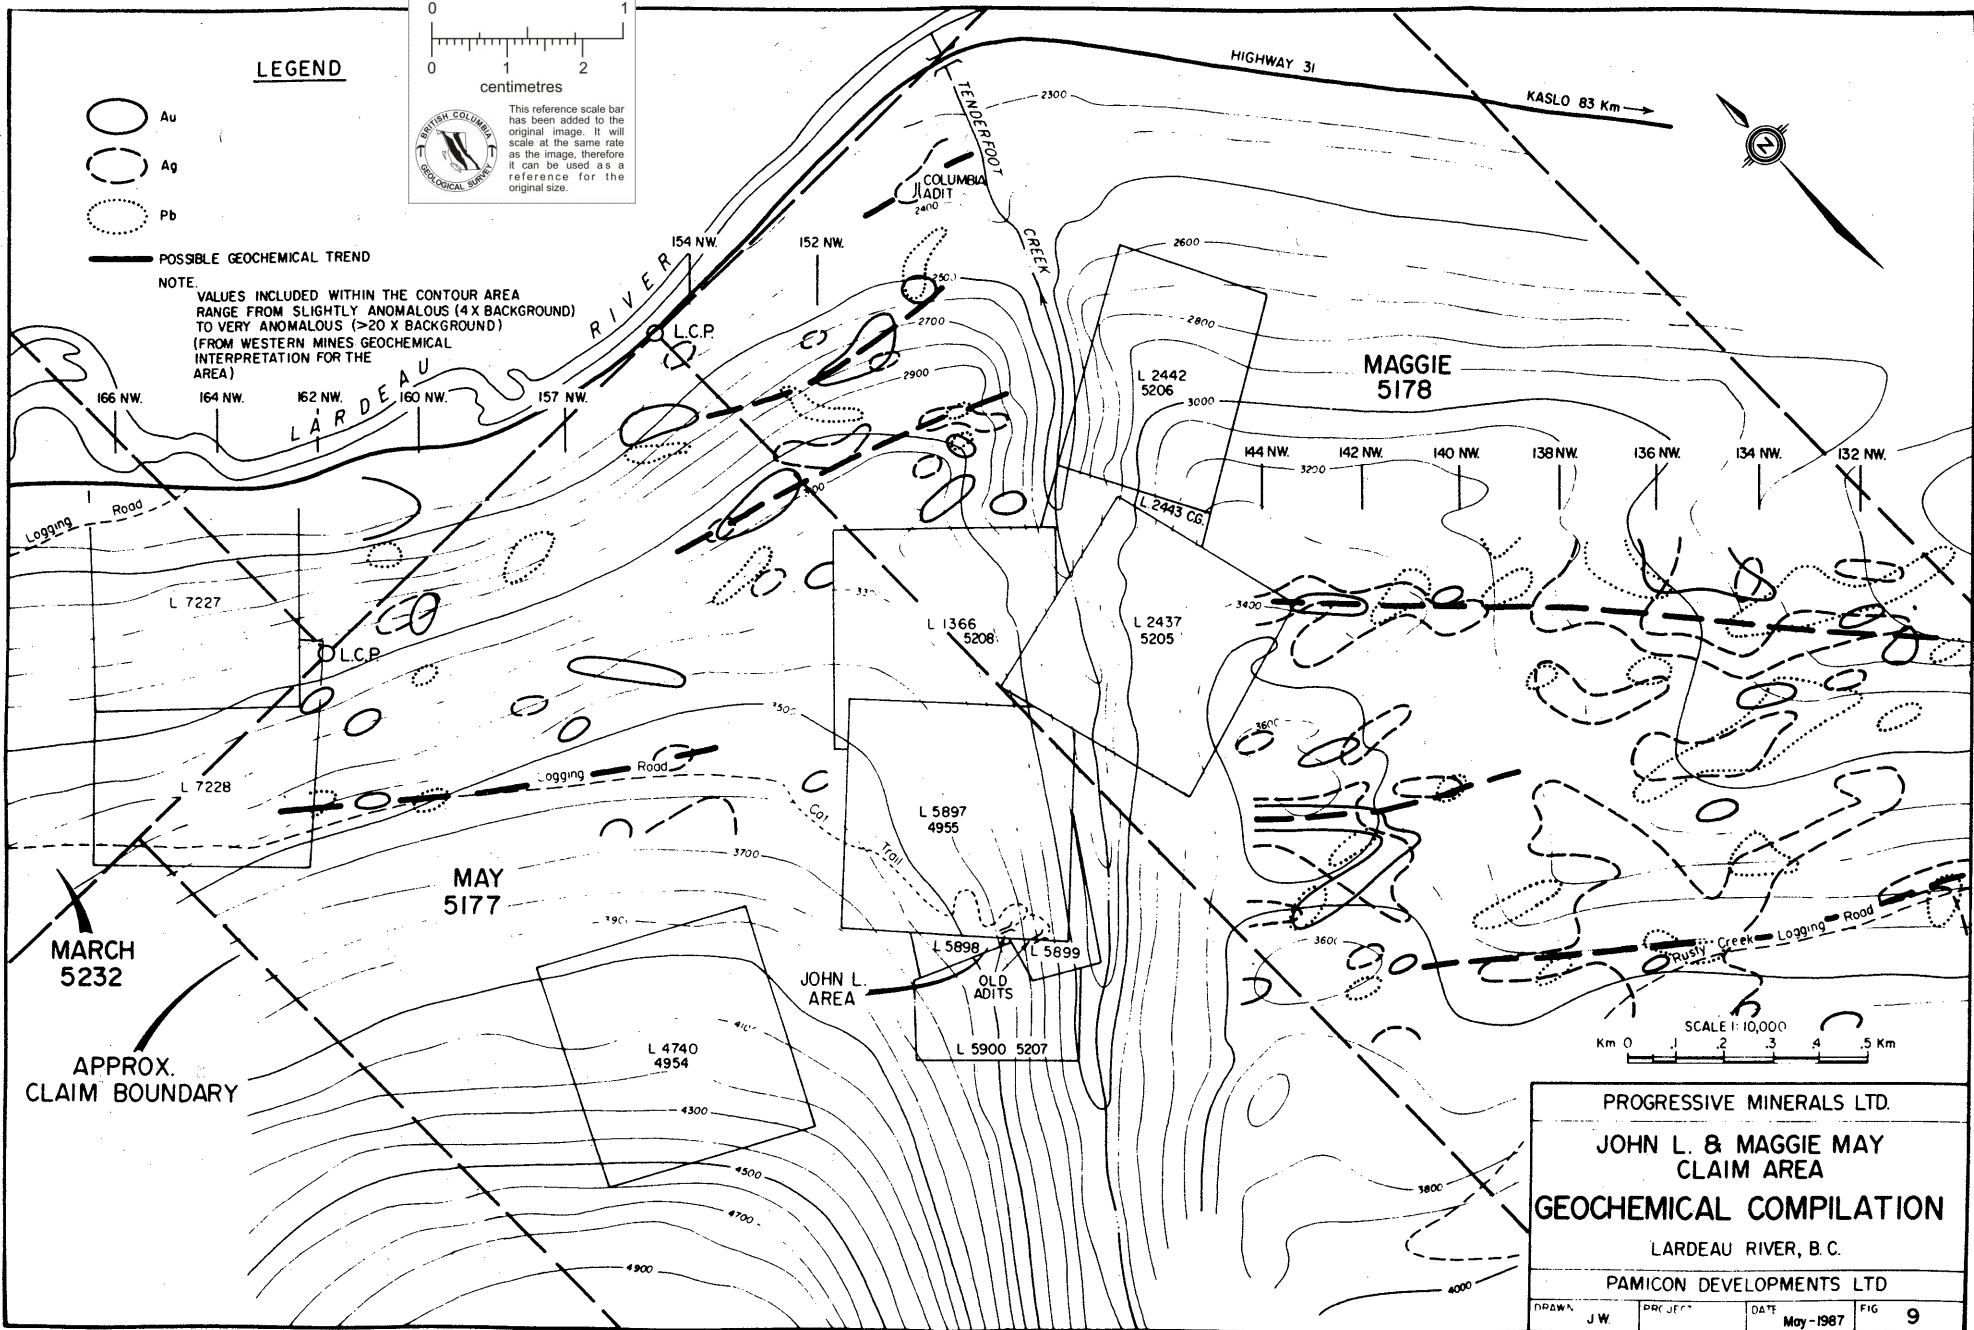 0 1
0 1 2
centimetres
This reference scale bar
has been added to the
original image. It will
scale at the same rate
as the image, therefore
it can be used as a
reference for the
original size.
BRITISH COLUMBIA
GEOLOGICAL SURVEY
LEGEND
Au
Ag
Pb
POSSIBLE GEOCHEMICAL TREND
NOTE.
VALUES INCLUDED WITHIN THE CONTOUR AREA
RANGE FROM SLIGHTLY ANOMALOUS (4 X BACKGROUND)
TO VERY ANOMALOUS (>20 X BACKGROUND)
(FROM WESTERN MINES GEOCHEMICAL
INTERPRETATION FOR THE
AREA)
HIGHWAY 31
KASLO 83 Km
N
TENDERFOOT
CREEK
2300
COLUMBIA
ADIT
2400
154 NW.
152 NW.
LARDEAU
RIVER
L.C.P.
2500
2600
2700
2800
2900
3000
L 2442
5206
MAGGIE
5178
166 NW.
164 NW.
162 NW.
160 NW.
157 NW.
144 NW.
142 NW.
140 NW.
138 NW.
136 NW.
134 NW.
132 NW.
3200
L 2443 CG.
Logging Road
L 7227
L.C.P.
L 1366
5208
L 2437
5205
3400
3500
3600
L 7228
Logging Road
Cat
Trail
L 5897
4955
3700
MAY
5177
MARCH
5232
APPROX.
CLAIM BOUNDARY
L 5898
L 5899
OLD
ADITS
JOHN L.
AREA
L 5900 5207
L 4740
4954
4300
4500
4700
4900
3800
4000
Rusty Creek Logging Road
SCALE 1:10,000
Km 0 .1 .2 .3 .4 .5 Km
PROGRESSIVE MINERALS LTD.
JOHN L. & MAGGIE MAY
CLAIM AREA
GEOCHEMICAL COMPILATION
LARDEAU RIVER, B.C.
PAMICON DEVELOPMENTS LTD
DRAWN J.W.
PROJECT
DATE May-1987
FIG 9